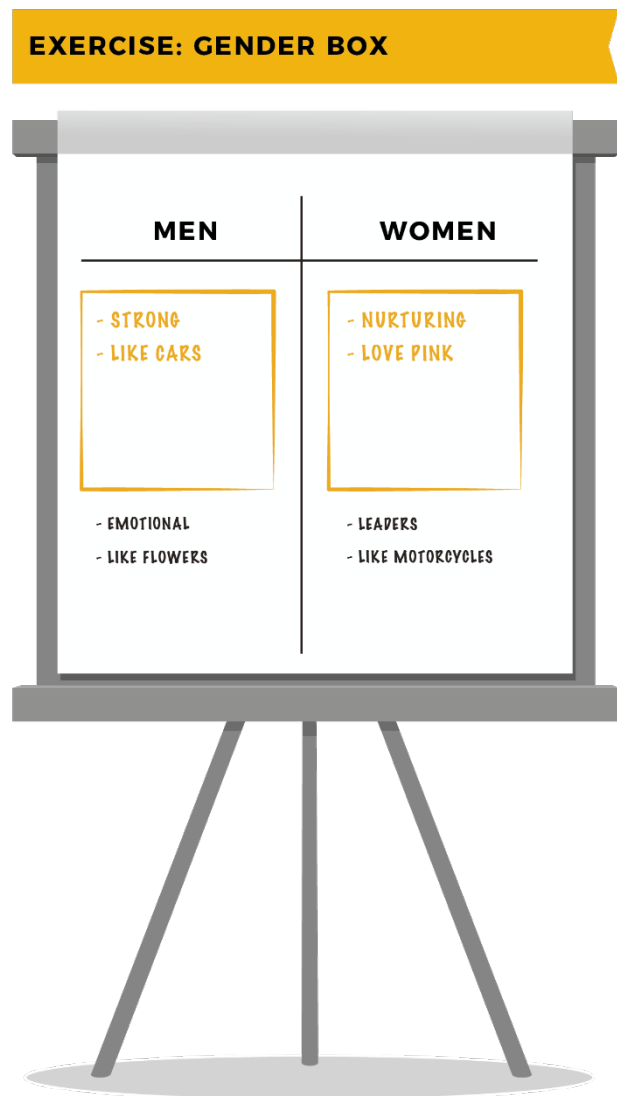 EXERCISE: GENDER BOX
MEN
WOMEN
- STRONG
- LIKE CARS
- EMOTIONAL
- LIKE FLOWERS
- NURTURING
- LOVE PINK
- LEADERS
- LIKE MOTORCYCLES